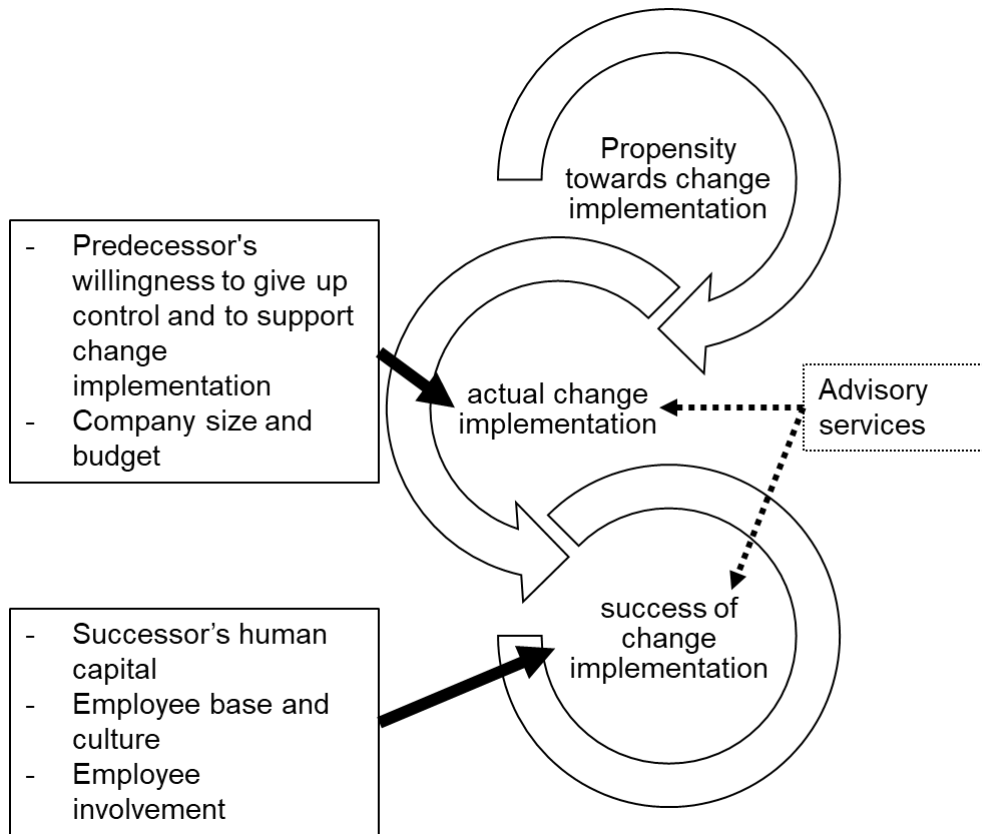 Propensity
towards change
implementation
- Predecessor's
willingness to give up
control and to support
change
implementation
- Company size and
budget
actual change
implementation
Advisory
services
success of
change
implementation
- Successor’s human
capital
- Employee base and
culture
- Employee
involvement